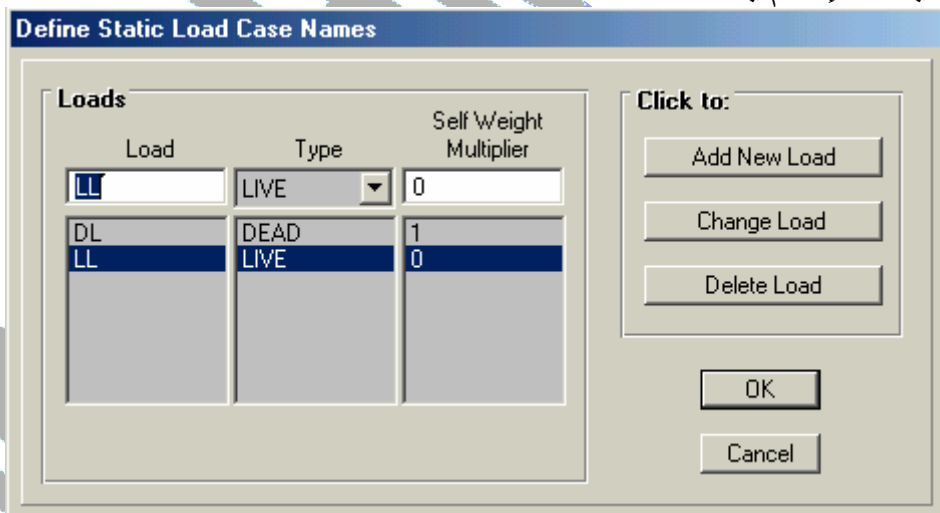 Define Static Load Case Names
Loads
Load Type Self Weight Multiplier
LL LIVE 0
DL DEAD 1
LL LIVE 0
Click to:
Add New Load
Change Load
Delete Load
OK
Cancel